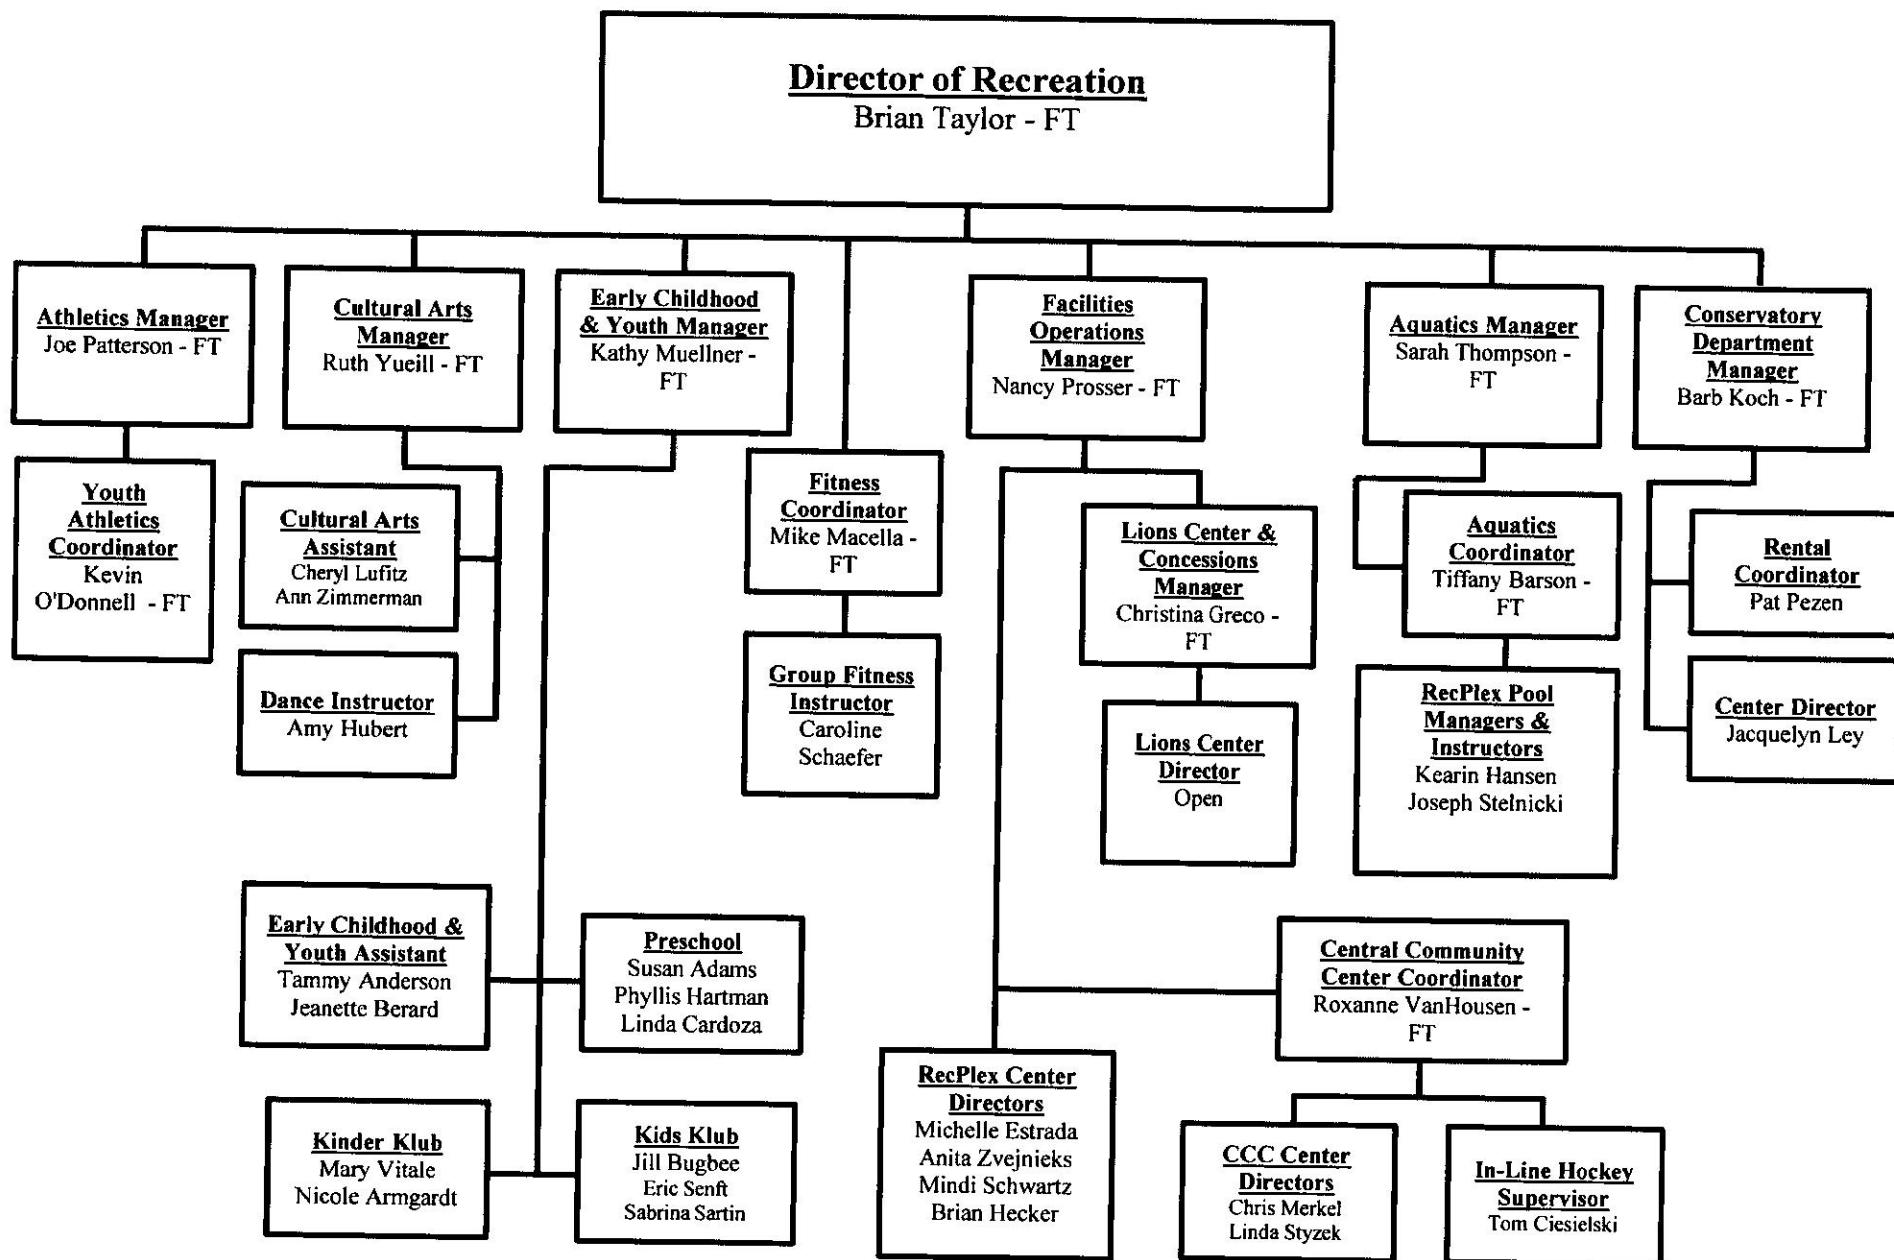 Director of Recreation
Brian Taylor - FT
Athletics Manager
Joe Patterson - FT
Cultural Arts
Manager
Ruth Yueill - FT
Early Childhood
& Youth Manager
Kathy Muellner -
FT
Facilities
Operations
Manager
Nancy Prosser - FT
Aquatics Manager
Sarah Thompson -
FT
Conservatory
Department
Manager
Barb Koch - FT
Youth
Athletics
Coordinator
Kevin
O'Donnell - FT
Cultural Arts
Assistant
Cheryl Lufitz
Ann Zimmerman
Dance Instructor
Amy Hubert
Fitness
Coordinator
Mike Macella -
FT
Group Fitness
Instructor
Caroline
Schaefer
Lions Center &
Concessions
Manager
Christina Greco -
FT
Lions Center
Director
Open
Aquatics
Coordinator
Tiffany Barson -
FT
RecPlex Pool
Managers &
Instructors
Kearin Hansen
Joseph Stelnicki
Rental
Coordinator
Pat Pezen
Center Director
Jacquelyn Ley
Early Childhood &
Youth Assistant
Tammy Anderson
Jeanette Berard
Preschool
Susan Adams
Phyllis Hartman
Linda Cardoza
Kinder Klub
Mary Vitale
Nicole Armgardt
Kids Klub
Jill Bugbee
Eric Senft
Sabrina Sartin
RecPlex Center
Directors
Michelle Estrada
Anita Zvejnieks
Mindi Schwartz
Brian Hecker
Central Community
Center Coordinator
Roxanne VanHousen -
FT
CCC Center
Directors
Chris Merkel
Linda Styzek
In-Line Hockey
Supervisor
Tom Ciesielski